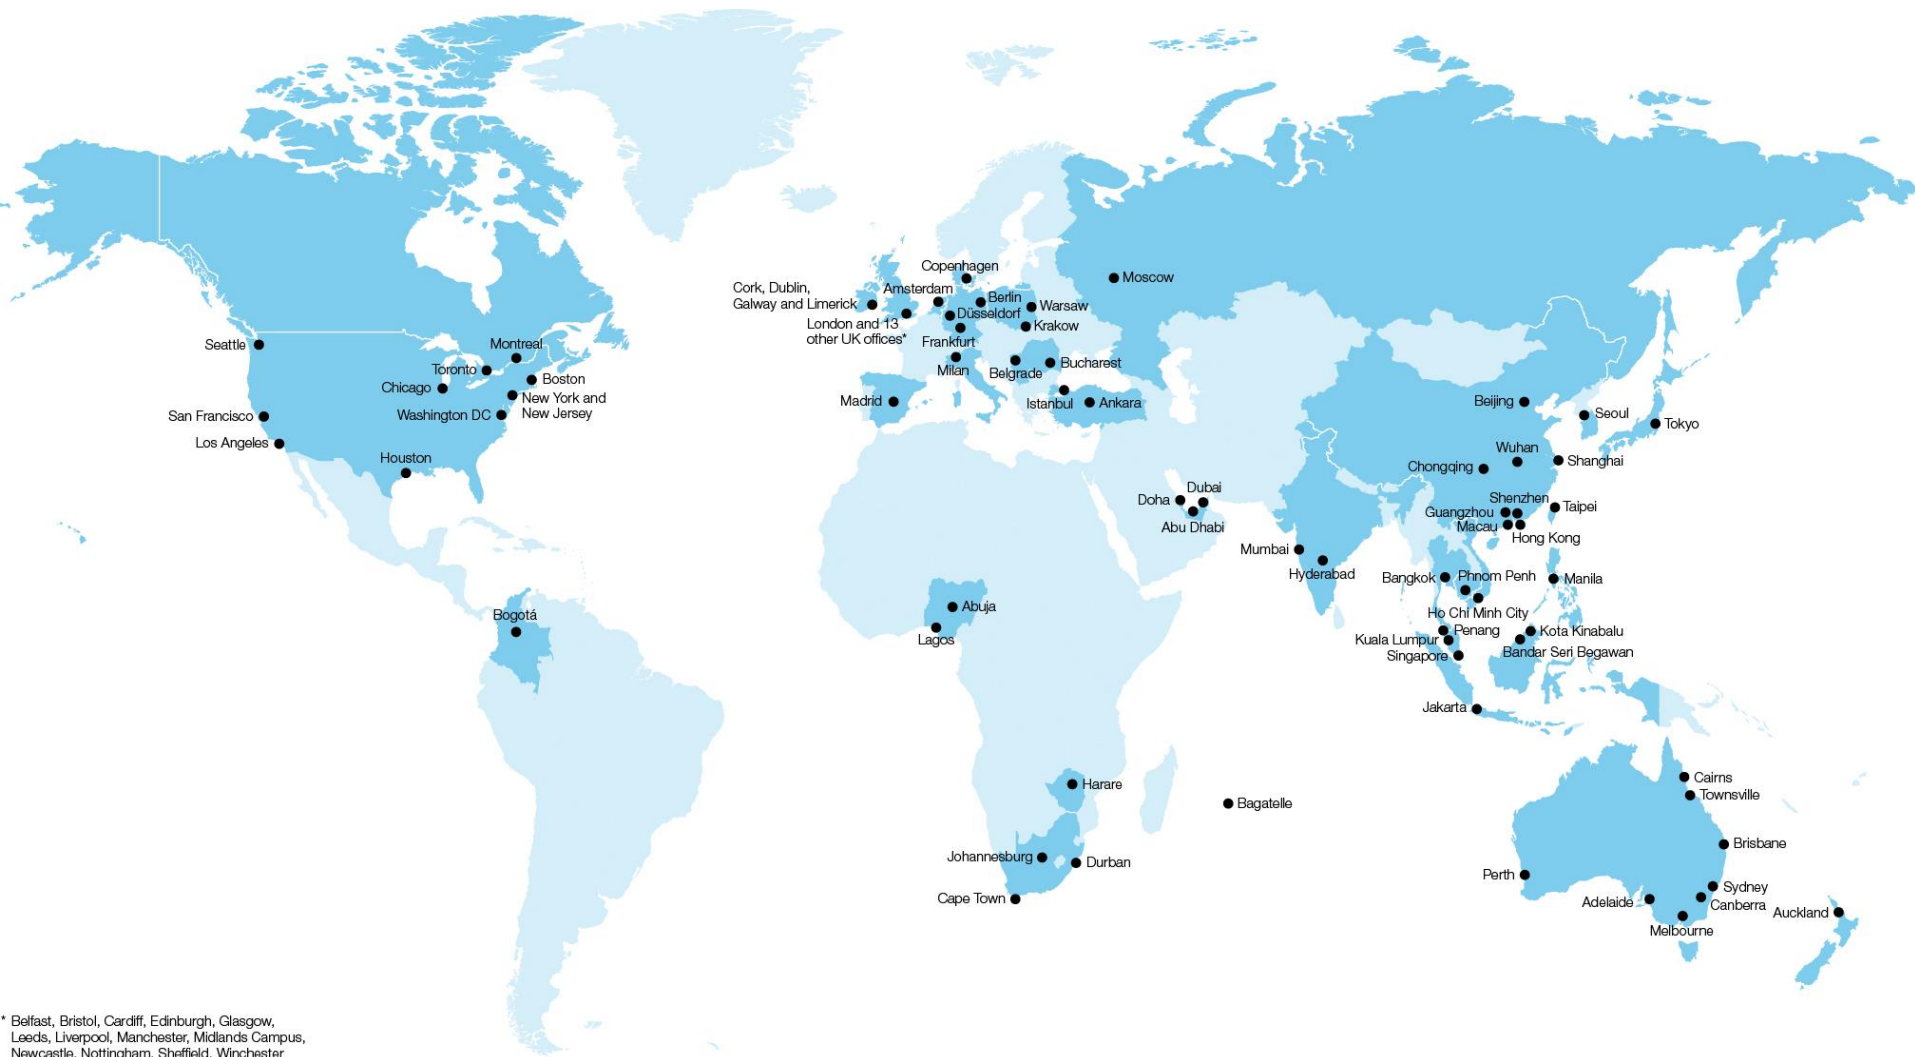 Copenhagen
Moscow
Cork, Dublin,
Galway and Limerick
Amsterdam
Berlin
Warsaw
Düsseldorf
London and 13
other UK offices*
Krakow
Frankfurt
Seattle
Montreal
Milan
Belgrade
Bucharest
Toronto
Boston
Chicago
New York and
New Jersey
Madrid
Istanbul
Ankara
Beijing
Seoul
Tokyo
San Francisco
Washington DC
Los Angeles
Houston
Wuhan
Shanghai
Chongqing
Doha
Dubai
Abu Dhabi
Shenzhen
Guangzhou
Taipei
Macau
Hong Kong
Mumbai
Hyderabad
Bangkok
Phnom Penh
Manila
Ho Chi Minh City
Bogotá
Abuja
Lagos
Penang
Kota Kinabalu
Kuala Lumpur
Bandar Seri Begawan
Singapore
Jakarta
Harare
Bagatelle
Cairns
Townsville
Brisbane
Johannesburg
Durban
Cape Town
Perth
Sydney
Adelaide
Canberra
Auckland
Melbourne
* Belfast, Bristol, Cardiff, Edinburgh, Glasgow,
Leeds, Liverpool, Manchester, Midlands Campus,
Newcastle, Nottingham, Sheffield, Winchester